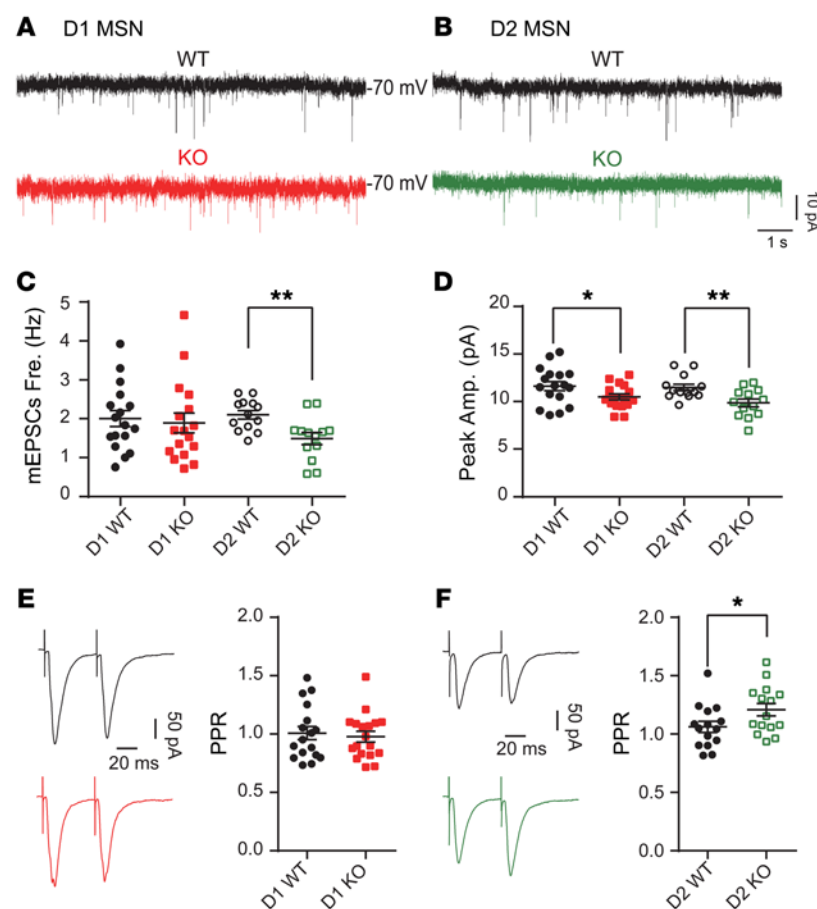 A D1 MSN
B D2 MSN
WT
WT
-70 mV
KO
KO
-70 mV
10 pA
1 s
C
mEPSCs Fre. (Hz)
5
4
3
2
1
0
**
D1 WT
D1 KO
D2 WT
D2 KO
D
Peak Amp. (pA)
20
15
10
5
0
*
**
D1 WT
D1 KO
D2 WT
D2 KO
E
50 pA
20 ms
PPR
2.0
1.5
1.0
0.5
0.0
D1 WT
D1 KO
F
50 pA
20 ms
PPR
2.0
1.5
1.0
0.5
0.0
*
D2 WT
D2 KO